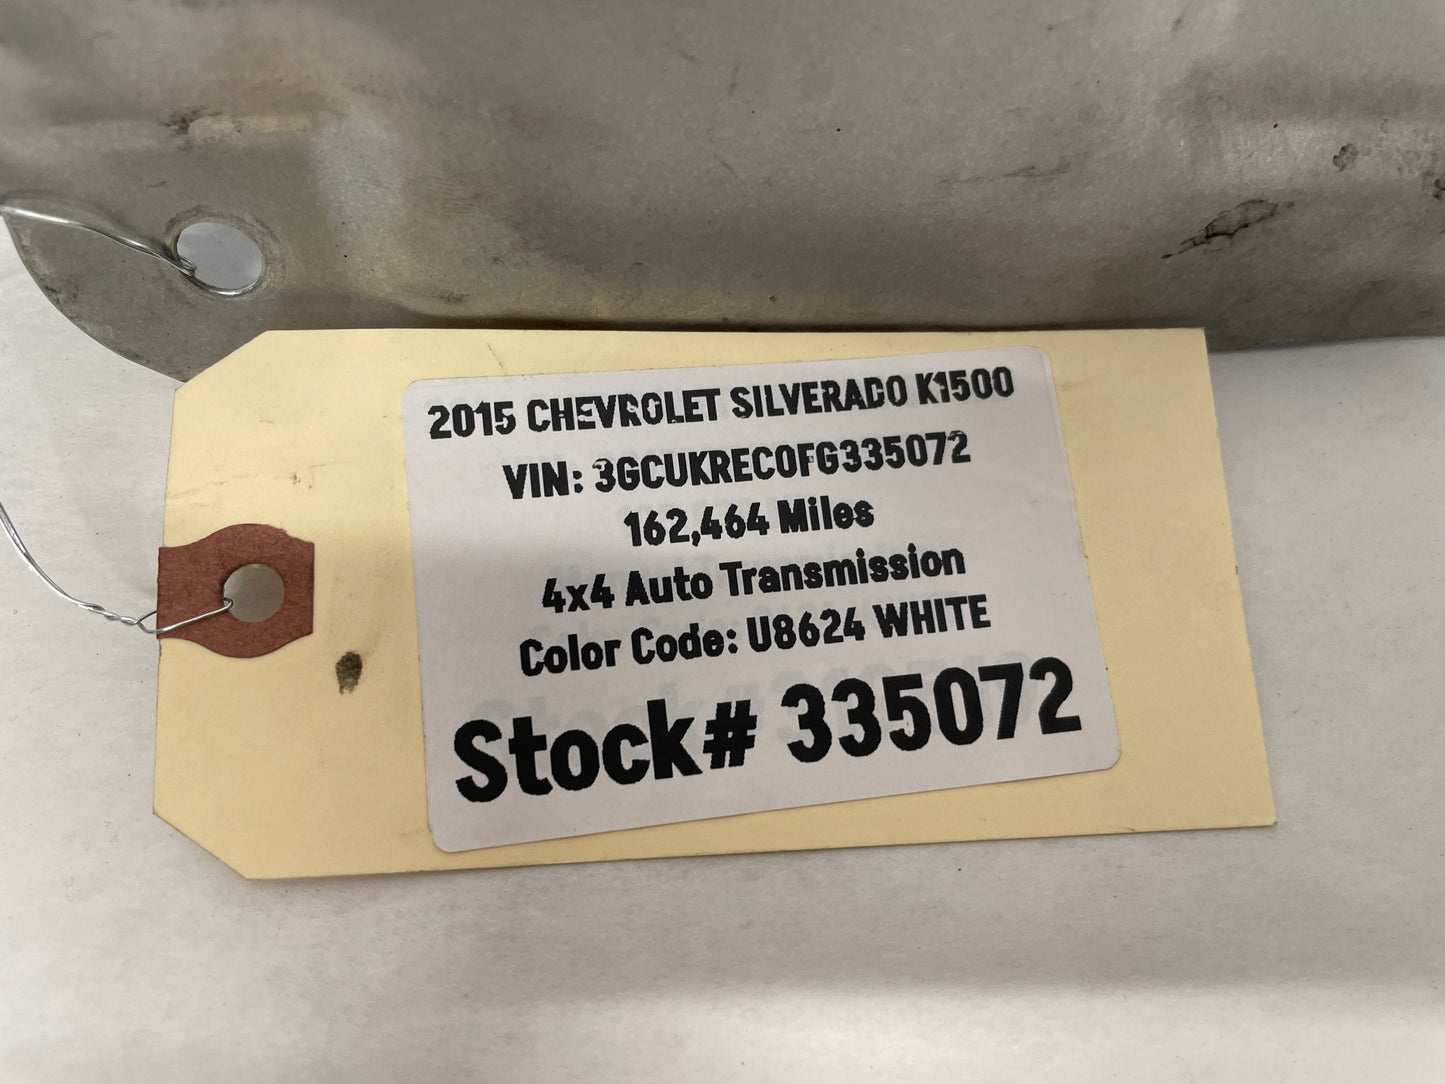 2015 CHEVROLET SILVERADO K1500
VIN: 3GCUKREC0FG335072
162,464 Miles
4x4 Auto Transmission
Color Code: U8624 WHITE
Stock# 335072